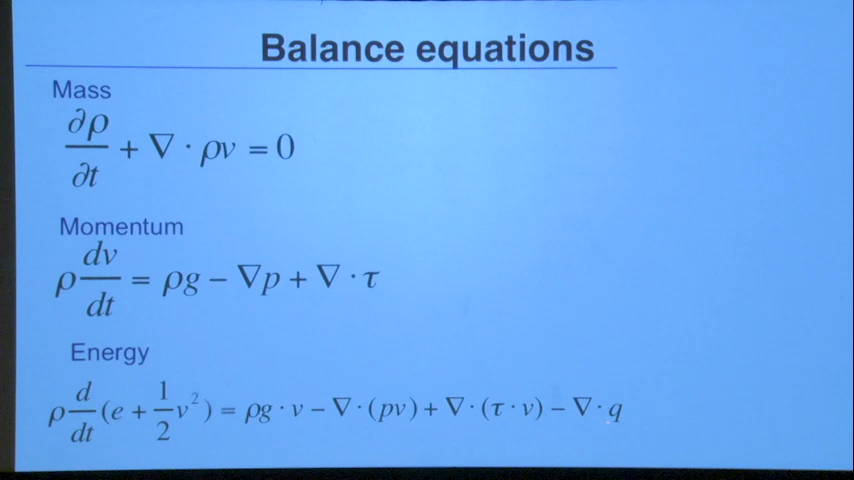 Balance equations
Mass
∂ρ/∂t + ∇ · ρv = 0
Momentum
ρ dv/dt = ρg − ∇p + ∇ · τ
Energy
ρ d/dt (e + 1/2 v²) = ρg · v − ∇ · (pv) + ∇ · (τ · v) − ∇ · q